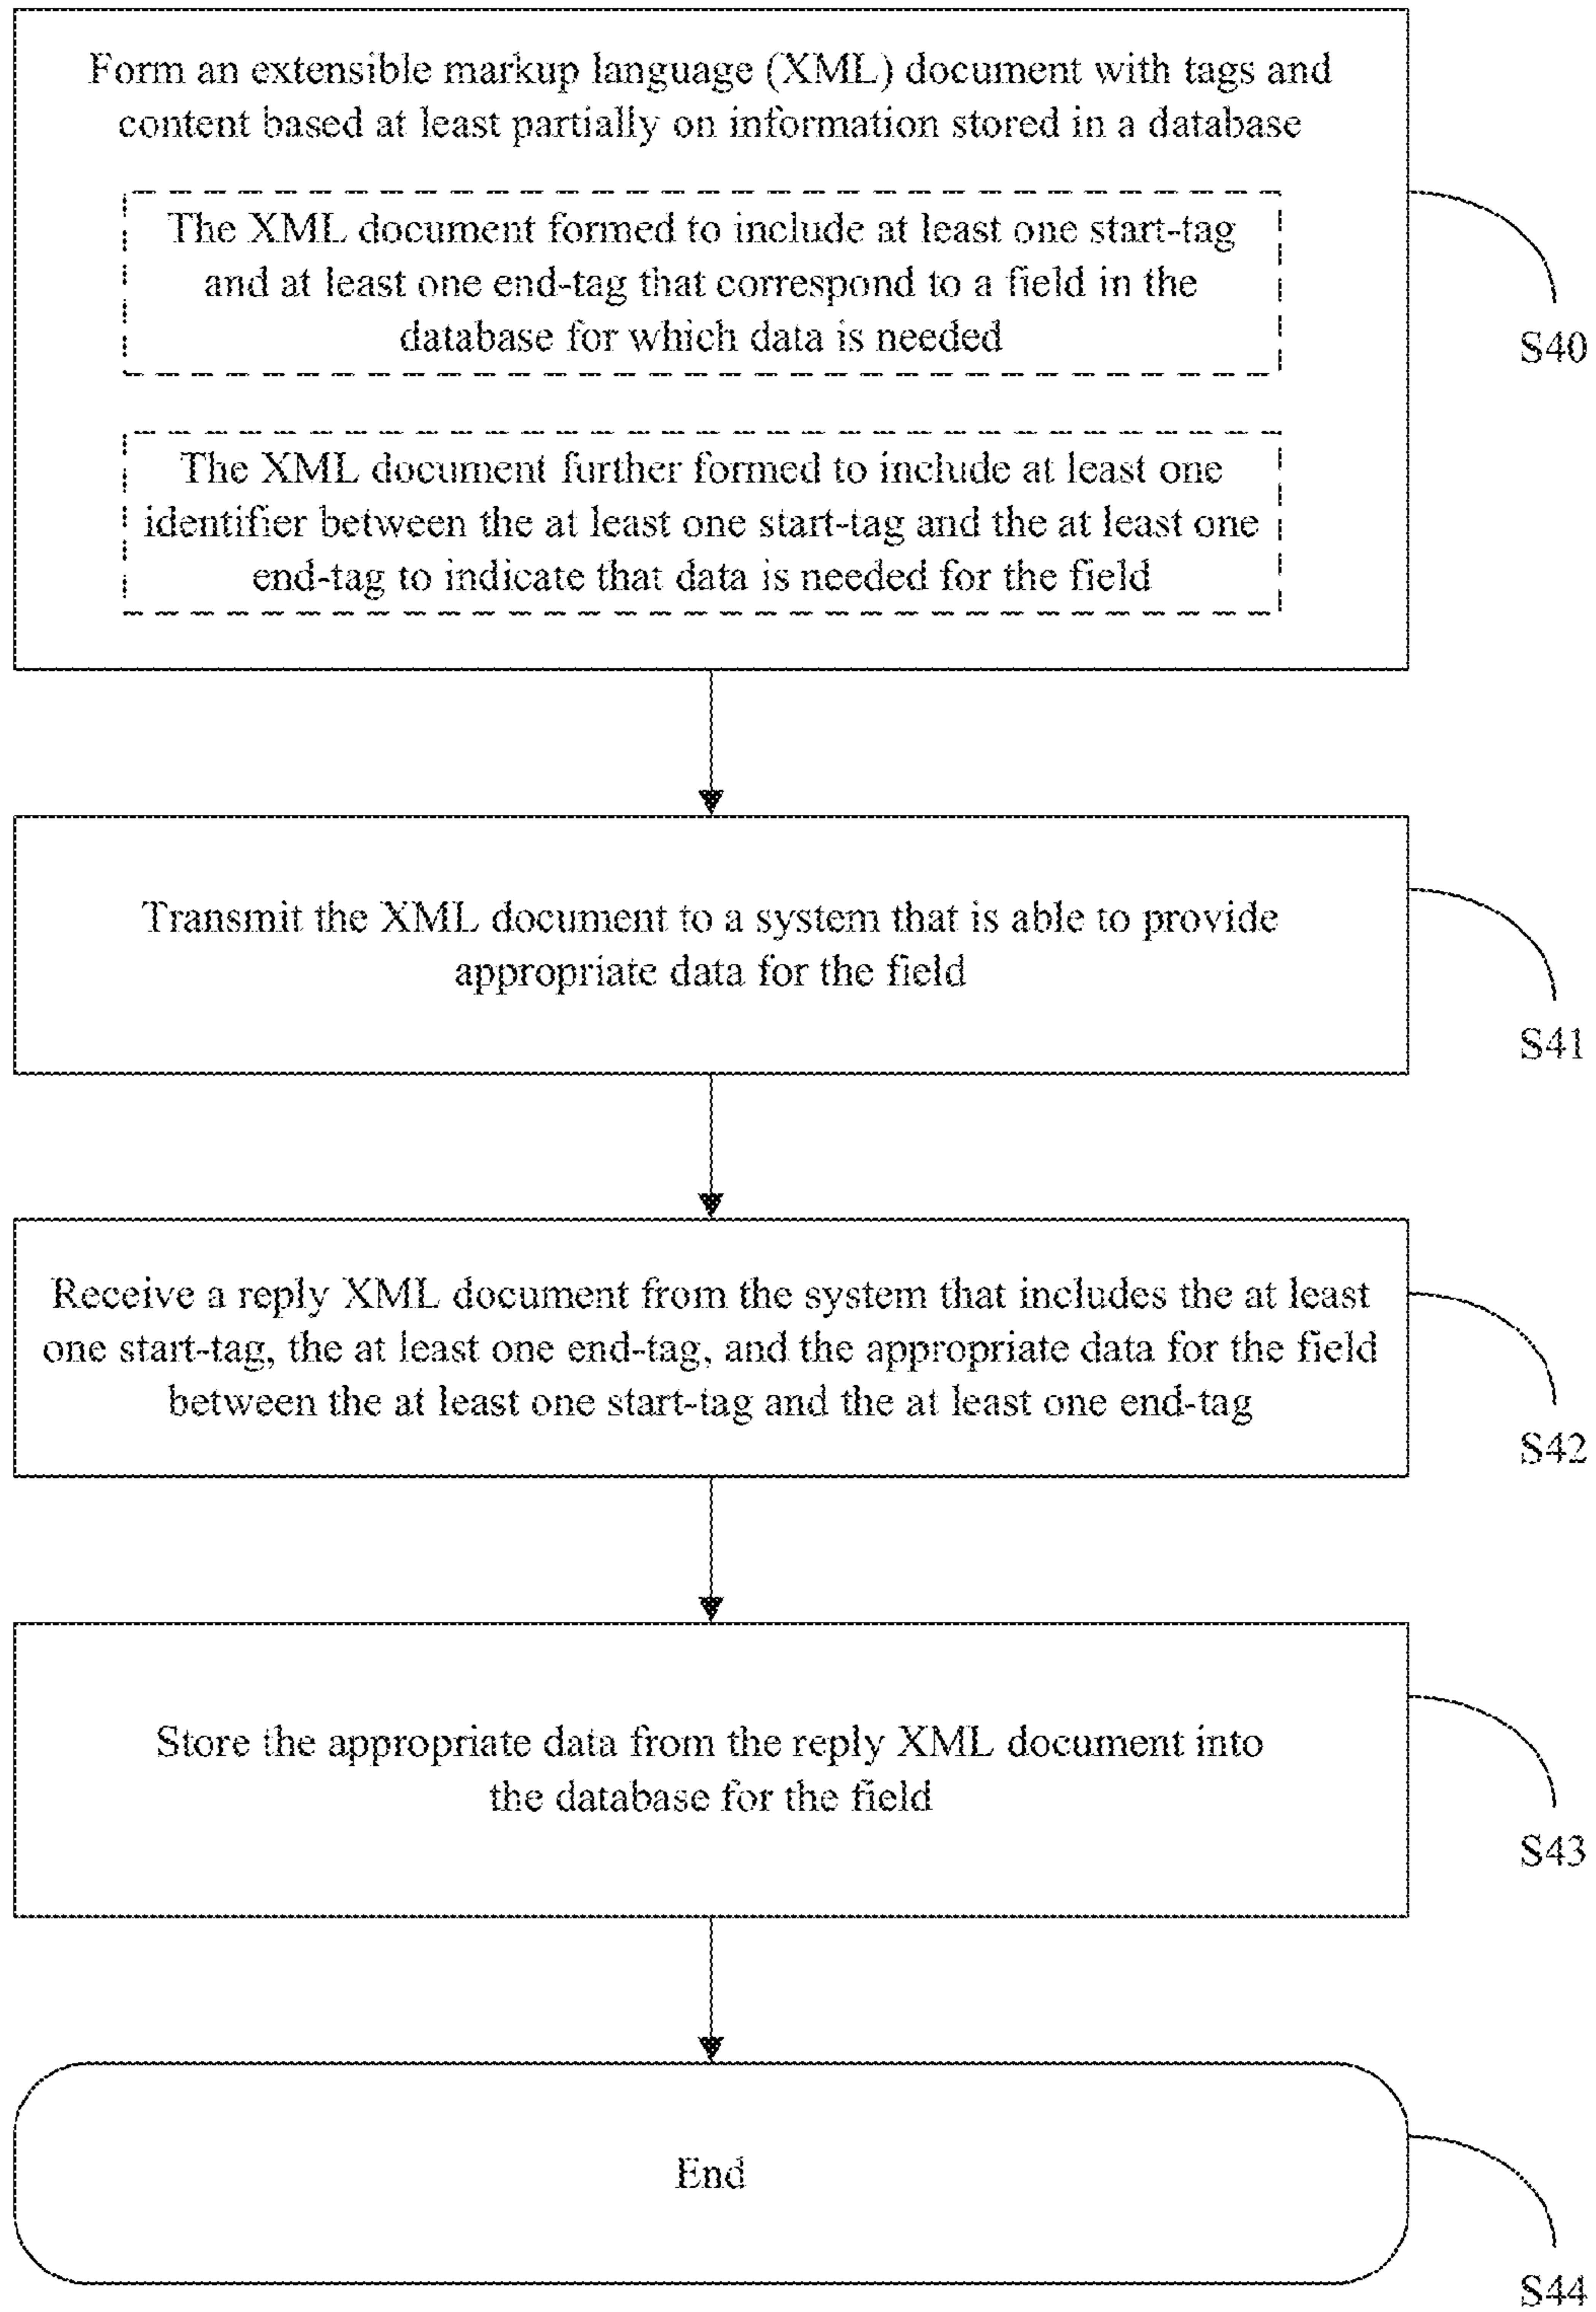 Form an extensible markup language (XML) document with tags and
content based at least partially on information stored in a database
The XML document formed to include at least one start-tag
and at least one end-tag that correspond to a field in the
database for which data is needed
S40
The XML document further formed to include at least one
identifier between the at least one start-tag and the at least one
end-tag to indicate that data is needed for the field
Transmit the XML document to a system that is able to provide
appropriate data for the field
S41
Receive a reply XML document from the system that includes the at least
one start-tag, the at least one end-tag, and the appropriate data for the field
between the at least one start-tag and the at least one end-tag
S42
Store the appropriate data from the reply XML document into
the database for the field
S43
End
S44